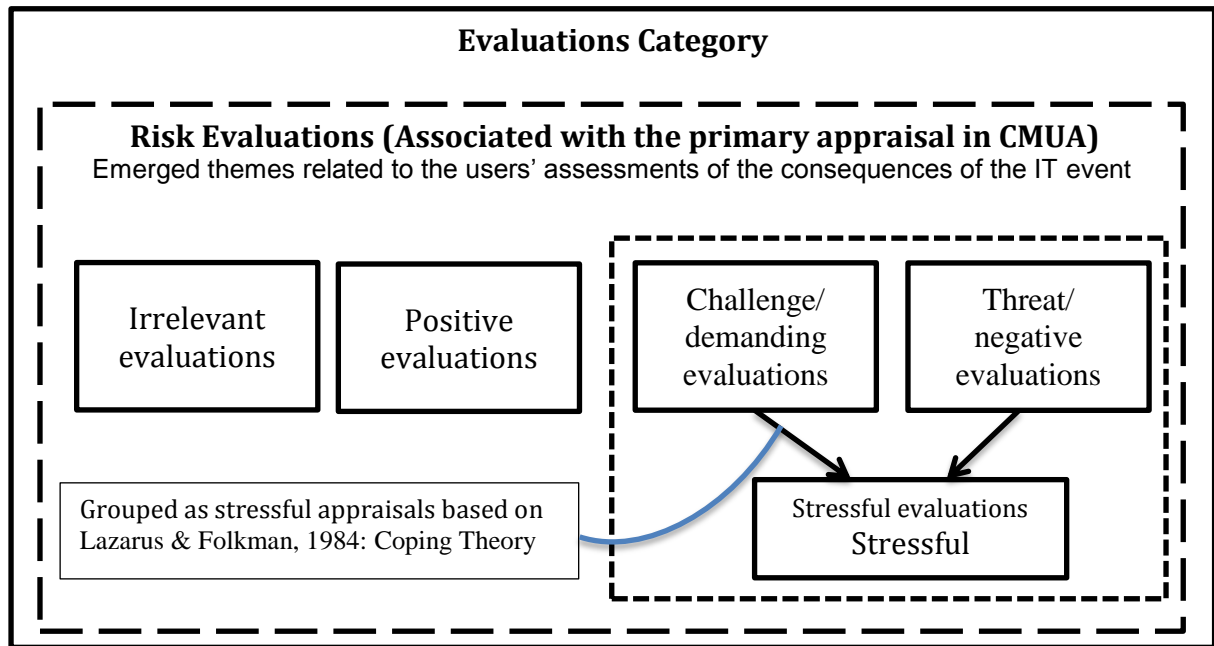 Evaluations Category
Risk Evaluations (Associated with the primary appraisal in CMUA)
Emerged themes related to the users’ assessments of the consequences of the IT event
Irrelevant
evaluations
Positive
evaluations
Challenge/
demanding
evaluations
Threat/
negative
evaluations
Grouped as stressful appraisals based on
Lazarus & Folkman, 1984: Coping Theory
Stressful evaluations
Stressful